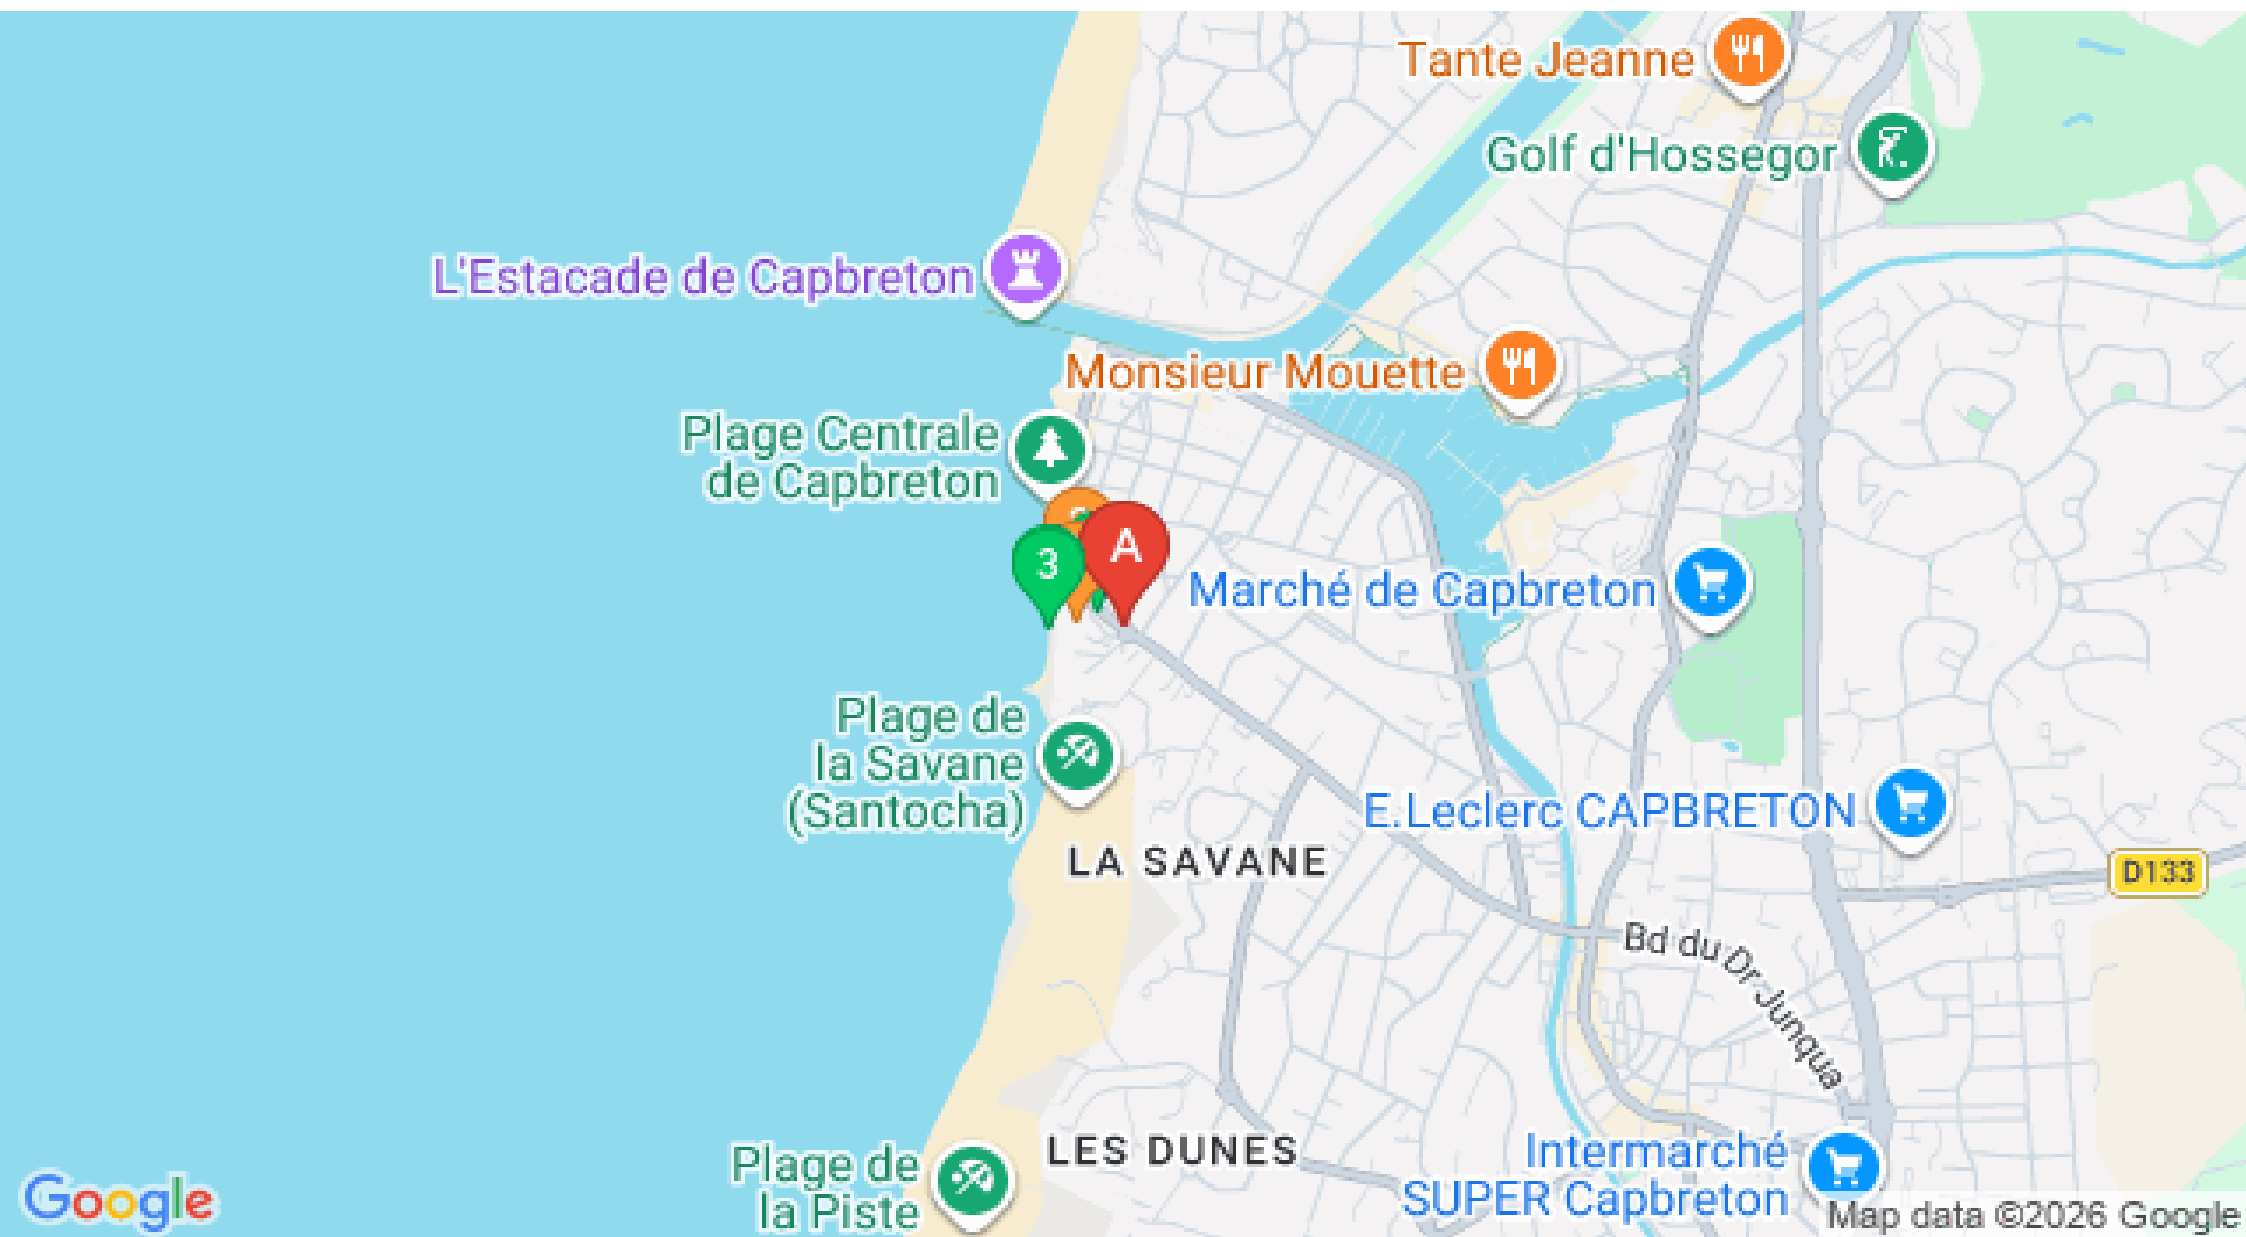 Tante Jeanne
Golf d'Hossegor
L'Estacade de Capbreton
Monsieur Mouette
Plage Centrale
de Capbreton
A
3
Marché de Capbreton
Plage de
la Savane
(Santocha)
E.Leclerc CAPBRETON
LA SAVANE
D133
Bd du Dr Junqua
LES DUNES
Intermarché
SUPER Capbreton
Plage de
la Piste
Google
Map data ©2026 Google